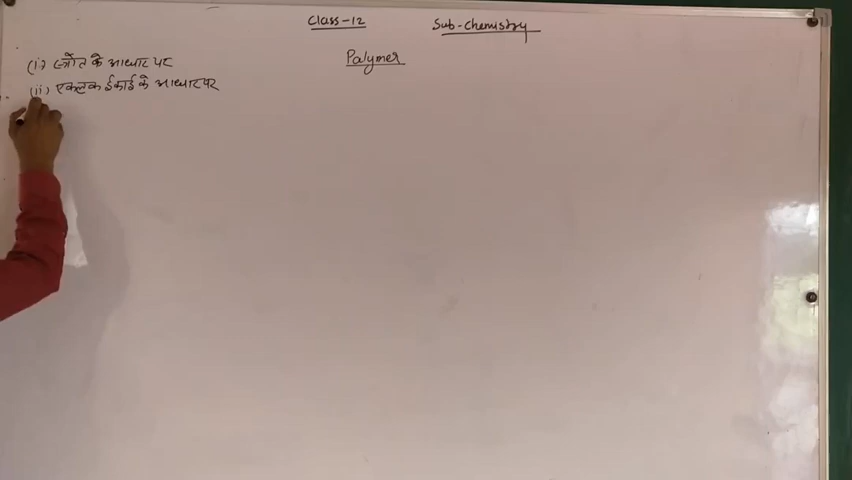 Class-12 Sub-Chemistry
Polymer
(i) स्त्रोत के आधार पर
(ii) एकलक ईकाई के आधार पर